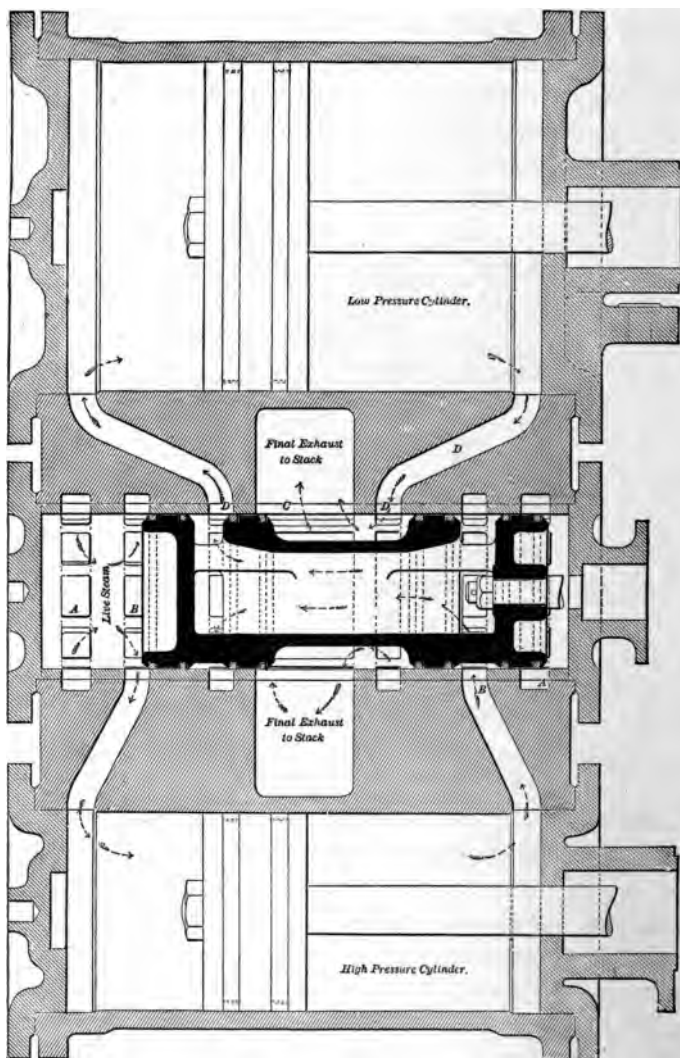 Low Pressure Cylinder.
Final Exhaust
to Stack
D
D
C
D
Live Steam
A
B
B
A
Final Exhaust
to Stack
High Pressure Cylinder.